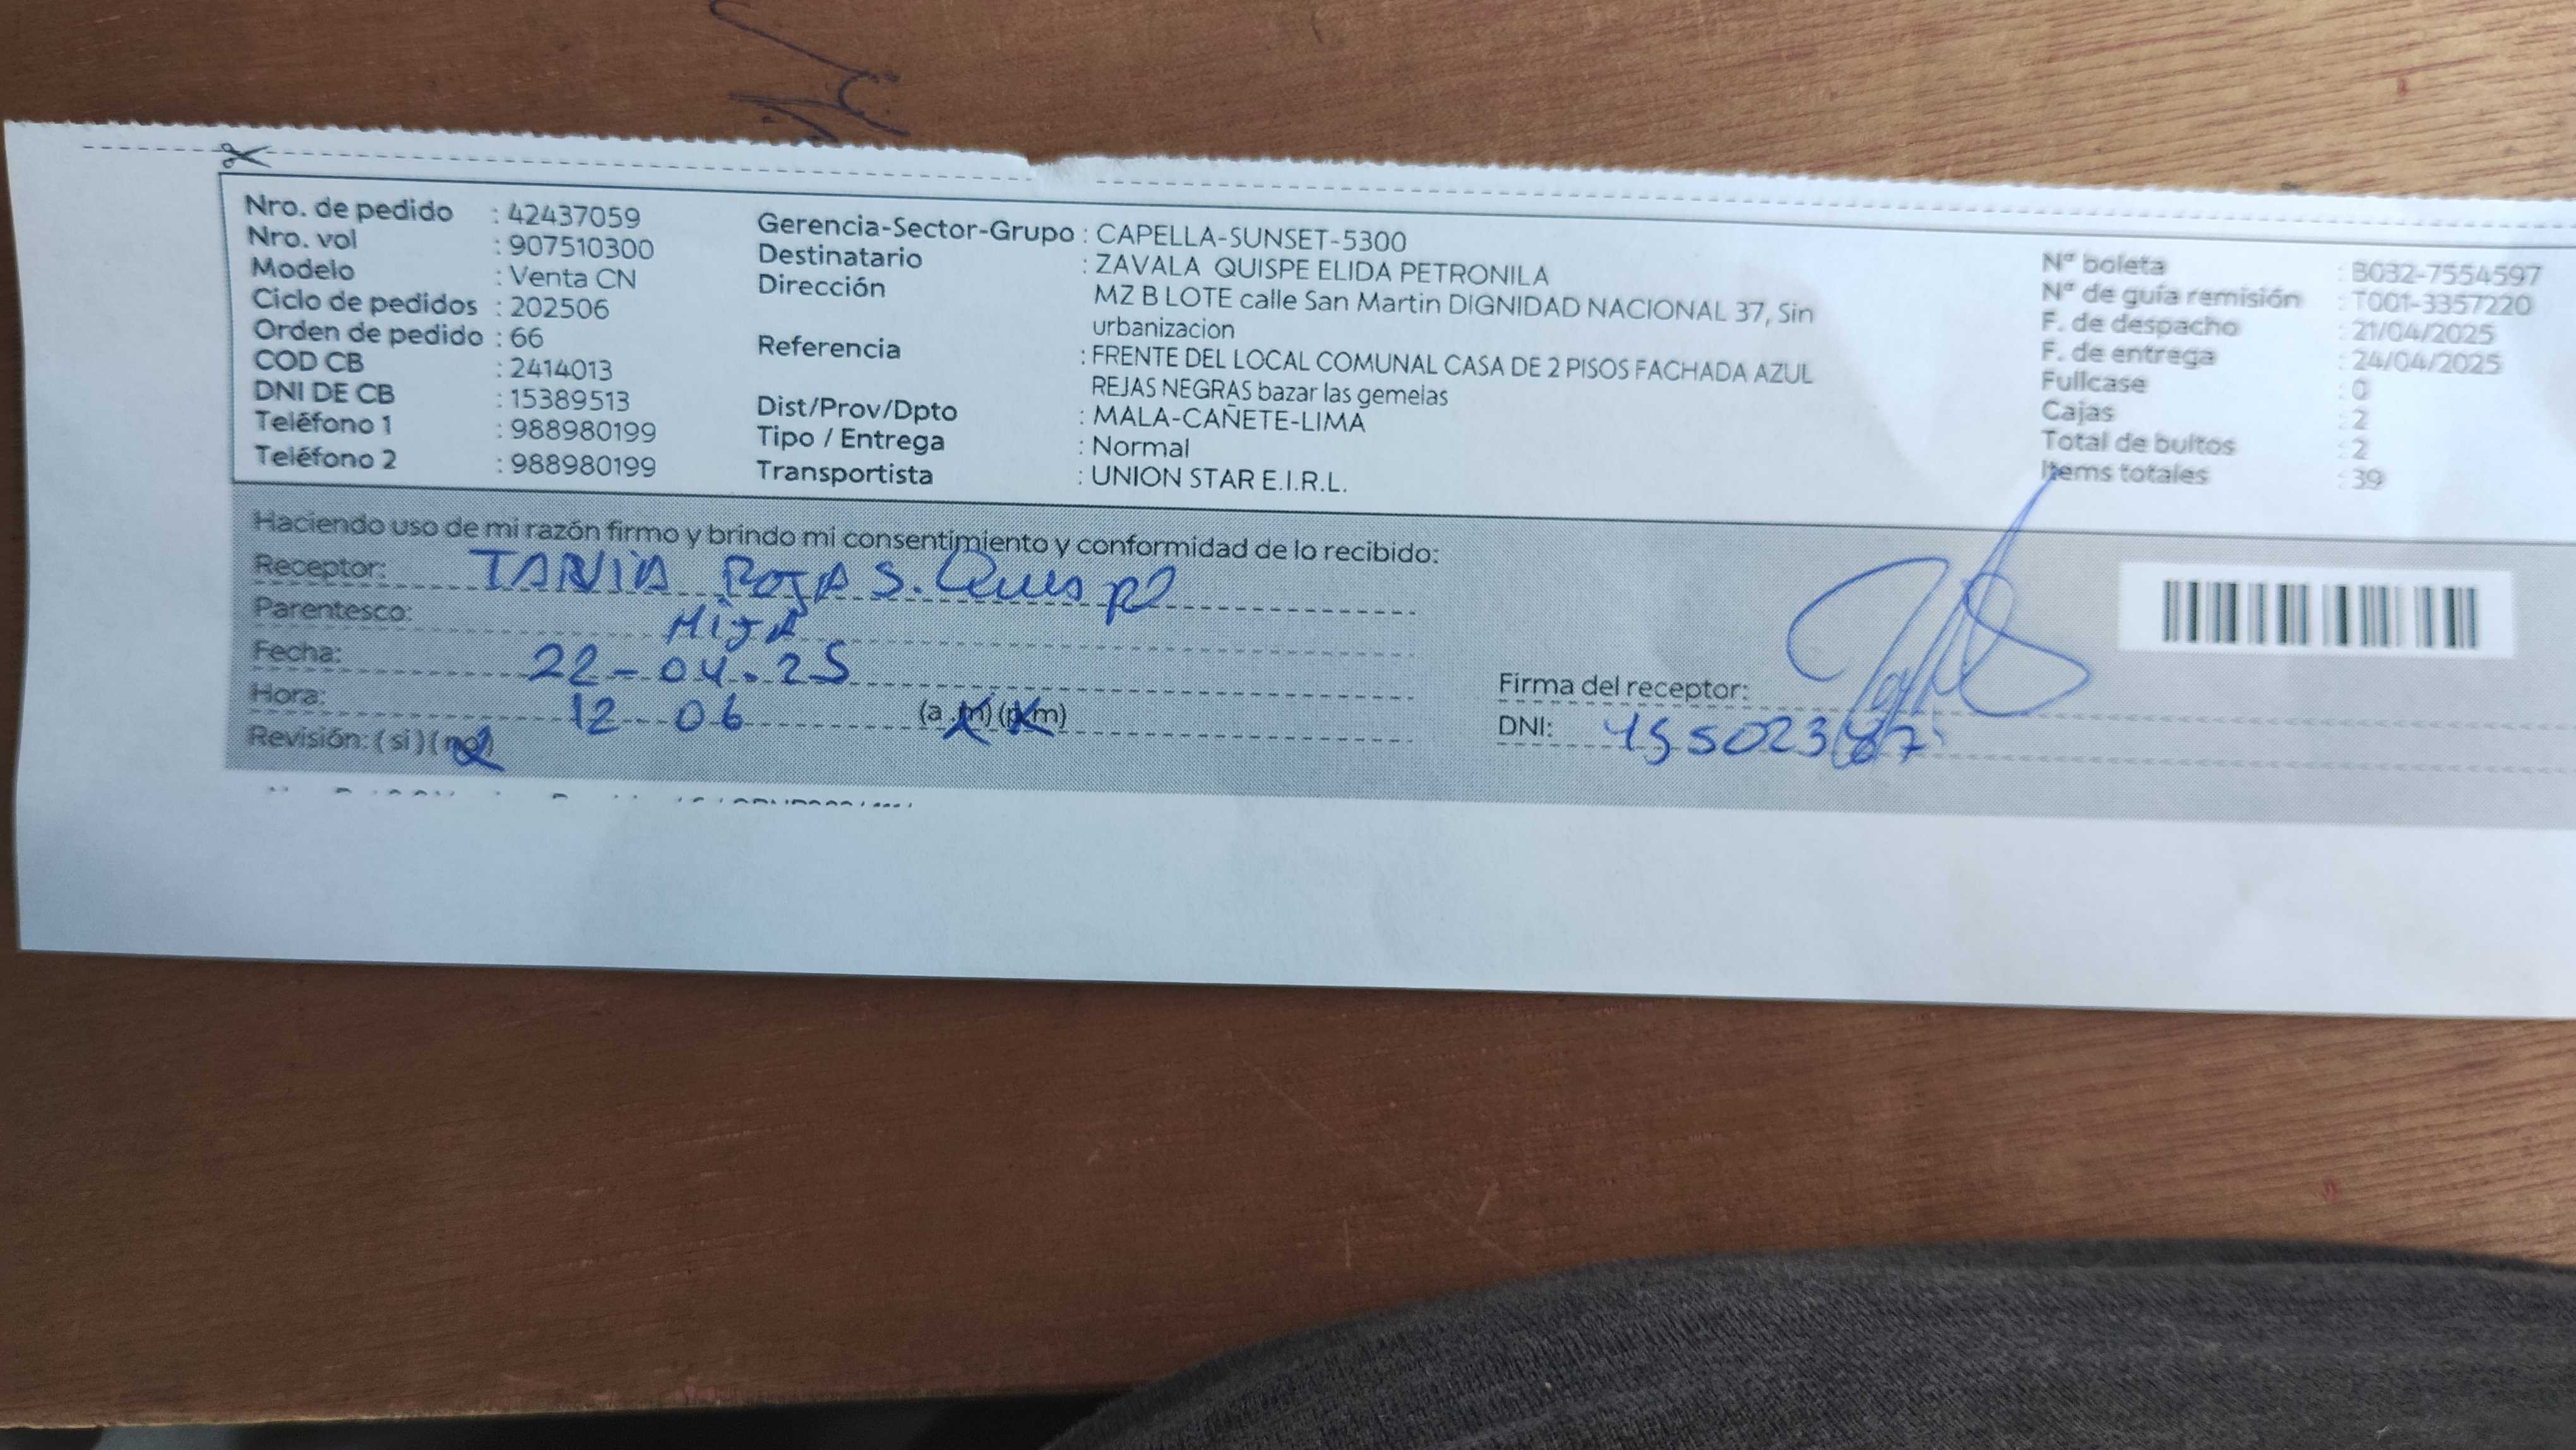 Nro. de pedido : 42437059
Nro. vol : 907510300
Modelo : Venta CN
Ciclo de pedidos : 202506
Orden de pedido : 66
COD CB : 2414013
DNI DE CB : 15389513
Teléfono 1 : 988980199
Teléfono 2 : 988980199
Gerencia-Sector-Grupo : CAPELLA-SUNSET-5300
Destinatario : ZAVALA QUISPE ELIDA PETRONILA
Dirección MZ B LOTE calle San Martin DIGNIDAD NACIONAL 37, Sin
urbanizacion
Referencia : FRENTE DEL LOCAL COMUNAL CASA DE 2 PISOS FACHADA AZUL
REJAS NEGRAS bazar las gemelas
Dist/Prov/Dpto : MALA-CAÑETE-LIMA
Tipo / Entrega : Normal
Transportista : UNION STAR E.I.R.L.
Nº boleta : B032-7554597
Nº de guía remisión : T001-3357220
F. de despacho : 21/04/2025
F. de entrega : 24/04/2025
Fullcase : 0
Cajas : 2
Total de bultos : 2
Items totales : 39
Haciendo uso de mi razón firmo y brindo mi consentimiento y conformidad de lo recibido:
Receptor: TANIA ROJAS. Quispe
Parentesco: HiJA
Fecha: 22-04.25
Hora: 12-06 (a.m) (p.m)
Revisión: (si) (no)
Firma del receptor:
DNI: